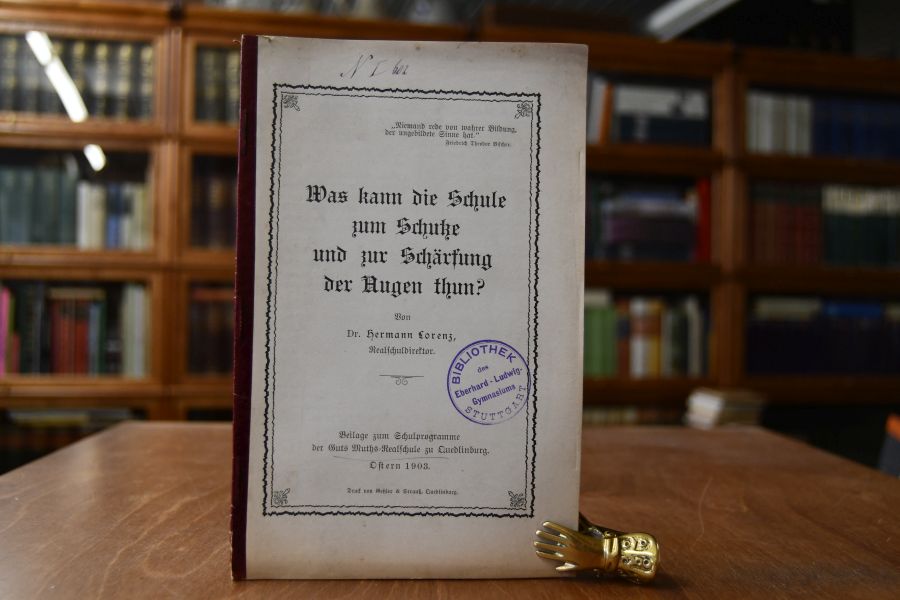 N I 602
„Niemand rede von wahrer Bildung,
der ungebildete Sinne hat.“
Friedrich Theodor Vischer.
Was kann die Schule
zum Schutze
und zur Schärfung
der Augen thun?
Von
Dr. Hermann Lorenz,
Realschuldirektor.
BIBLIOTHEK
des
Eberhard-Ludwig-
Gymnasiums
STUTTGART
Beilage zum Schulprogramme
der Guts Muths-Realschule zu Quedlinburg.
Ostern 1903.
Druck von & Strauß, Quedlinburg.